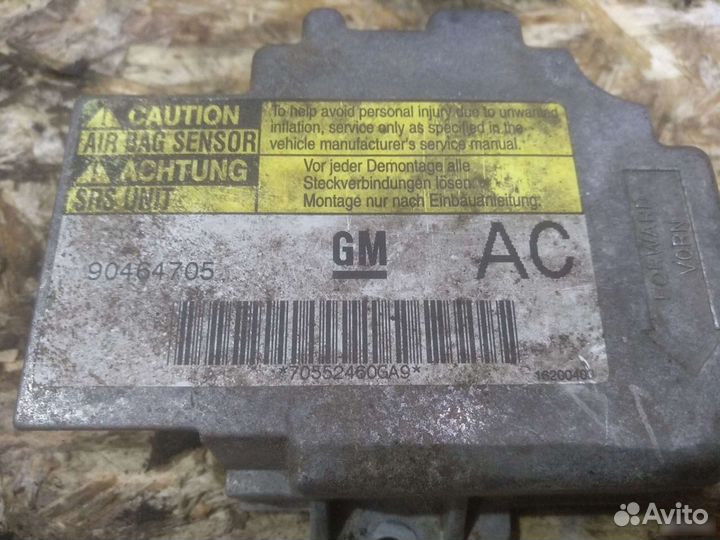 CAUTION
AIR BAG SENSOR
ACHTUNG
SRS UNIT
To help avoid personal injury due to unwanted
inflation, service only as specified in the
vehicle manufacturer's service manual.
Vor jeder Demontage alle
Steckverbindungen lösen.
Montage nur nach Einbauanleitung.
90464705
GM
AC
*70552460GA9*
16200403
FORWARD
VORN
Avito